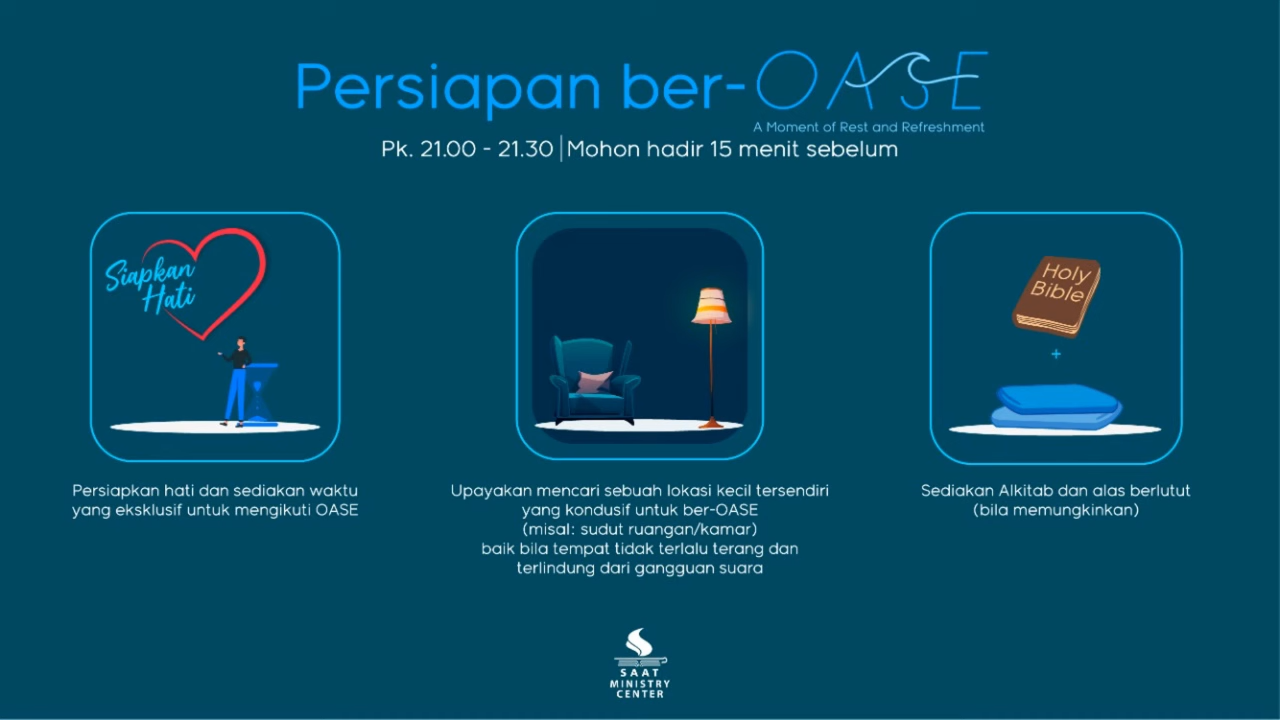 Persiapan ber-OASE
A Moment of Rest and Refreshment
Pk. 21.00 - 21.30 | Mohon hadir 15 menit sebelum
Siapkan
Hati
Holy
Bible
+
Persiapkan hati dan sediakan waktu
yang eksklusif untuk mengikuti OASE
Upayakan mencari sebuah lokasi kecil tersendiri
yang kondusif untuk ber-OASE
(misal: sudut ruangan/kamar)
baik bila tempat tidak terlalu terang dan
terlindung dari gangguan suara
Sediakan Alkitab dan alas berlutut
(bila memungkinkan)
SAAT
MINISTRY
CENTER